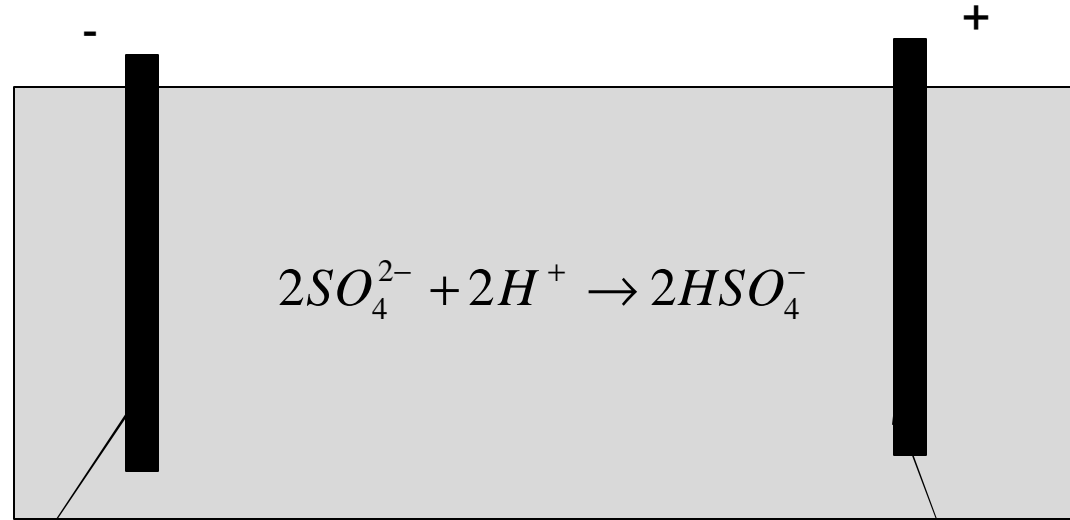 -
+
2SO₄²⁻ + 2H⁺ → 2HSO₄⁻